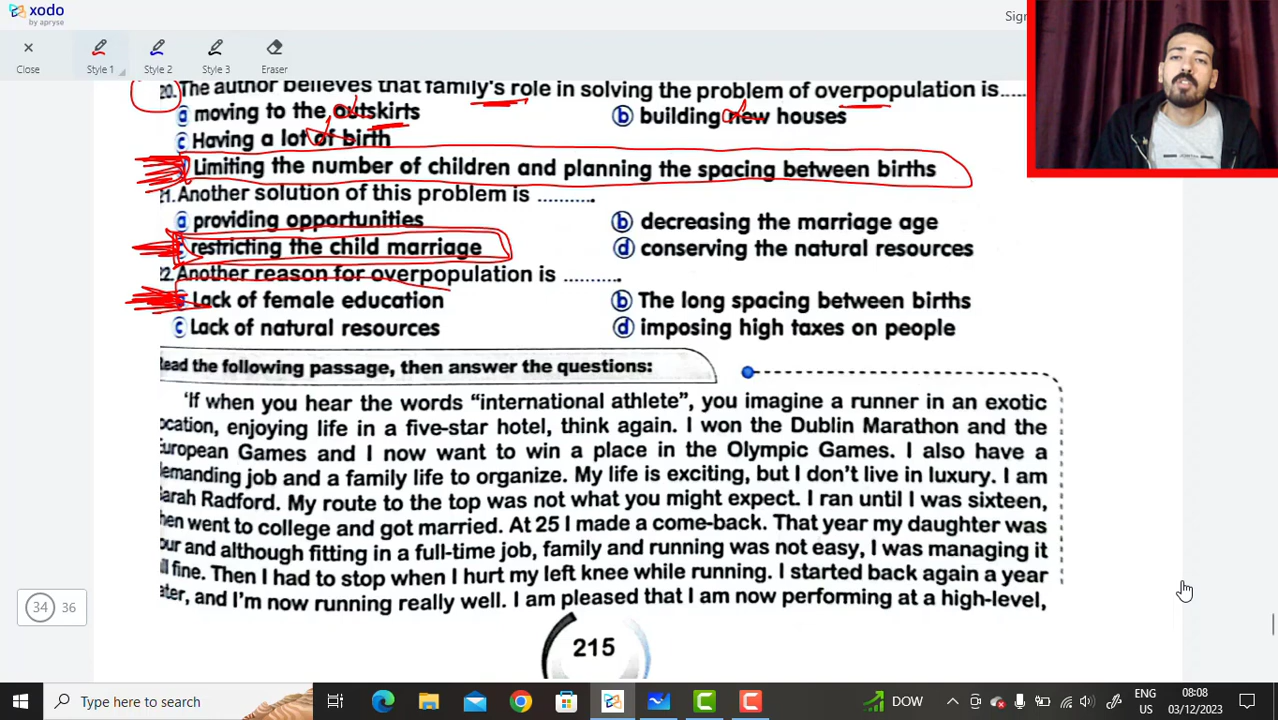 xodo
by apryse
Sign
Close
Style 1
Style 2
Style 3
Eraser
20. The author believes that family's role in solving the problem of overpopulation is....
a moving to the outskirts
b building new houses
c Having a lot of birth
Limiting the number of children and planning the spacing between births
21. Another solution of this problem is ..........
a providing opportunities
b decreasing the marriage age
restricting the child marriage
d conserving the natural resources
22. Another reason for overpopulation is ..........
Lack of female education
b The long spacing between births
c Lack of natural resources
d imposing high taxes on people
Read the following passage, then answer the questions:
'If when you hear the words "international athlete", you imagine a runner in an exotic
ocation, enjoying life in a five-star hotel, think again. I won the Dublin Marathon and the
European Games and I now want to win a place in the Olympic Games. I also have a
demanding job and a family life to organize. My life is exciting, but I don't live in luxury. I am
Sarah Radford. My route to the top was not what you might expect. I ran until I was sixteen,
hen went to college and got married. At 25 I made a come-back. That year my daughter was
our and although fitting in a full-time job, family and running was not easy, I was managing it
ll fine. Then I had to stop when I hurt my left knee while running. I started back again a year
ater, and I'm now running really well. I am pleased that I am now performing at a high-level,
34 36
215
Type here to search
DOW
ENG
US
08:08
03/12/2023